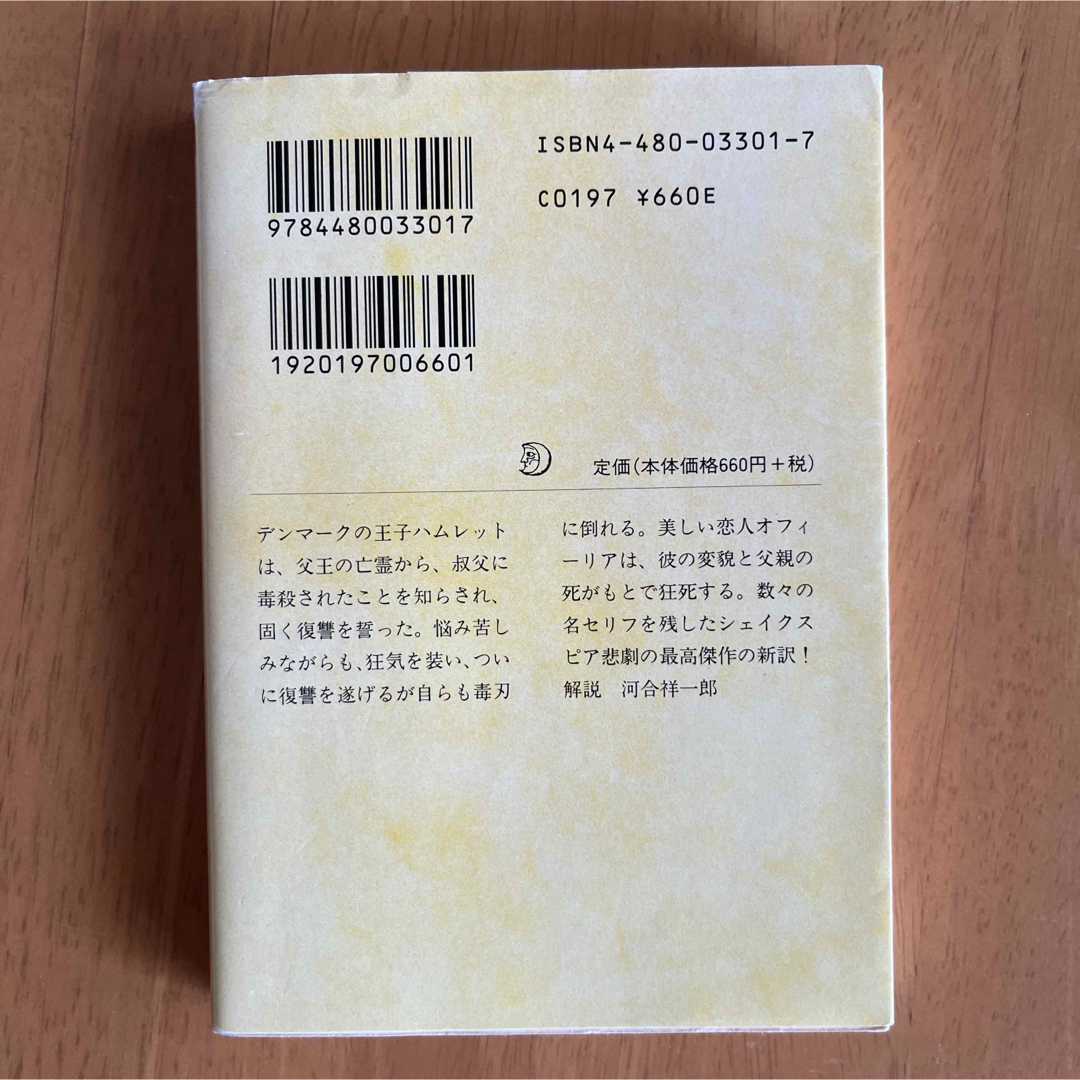 ISBN4-480-03301-7
C0197 ¥660E
9784480033017
1920197006601
定価(本体価格660円+税)
デンマークの王子ハムレット
は、父王の亡霊から、叔父に
毒殺されたことを知らされ、
固く復讐を誓った。悩み苦し
みながらも、狂気を装い、つい
に復讐を遂げるが自らも毒刃
に倒れる。美しい恋人オフィ
ーリアは、彼の変貌と父親の
死がもとで狂死する。数々の
名セリフを残したシェイクス
ピア悲劇の最高傑作の新訳!
解説 河合祥一郎